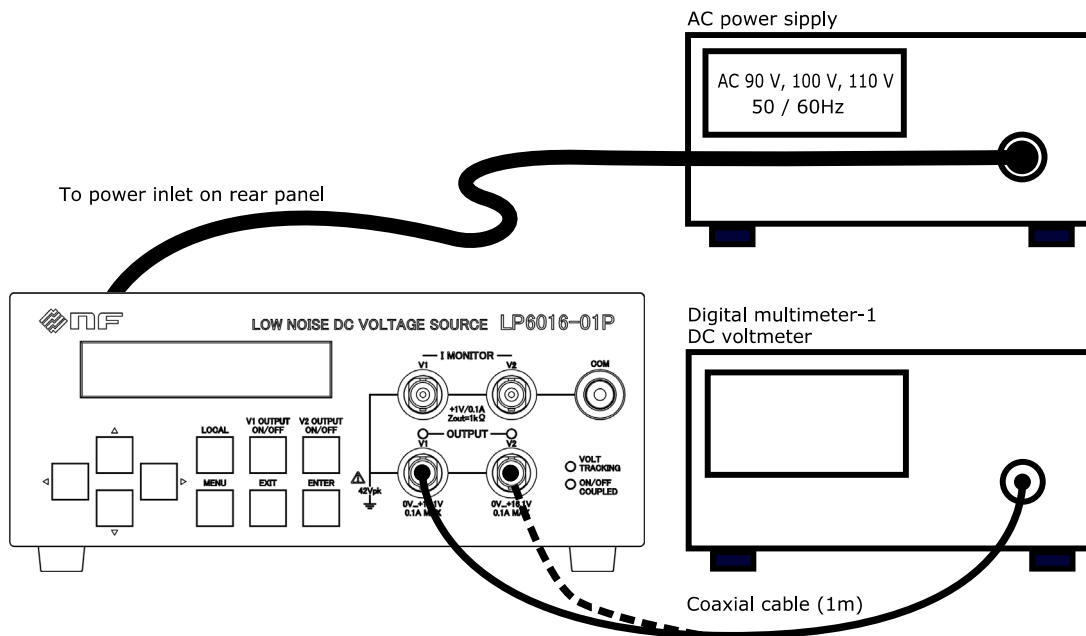 AC power sipply
AC 90 V, 100 V, 110 V
50 / 60Hz
To power inlet on rear panel
NF
LOW NOISE DC VOLTAGE SOURCE LP6016-01P
I MONITOR
V1
V2
COM
+1V/0.1A
Zout=1kΩ
OUTPUT
V1
V2
LOCAL
V1 OUTPUT
ON/OFF
V2 OUTPUT
ON/OFF
MENU
EXIT
ENTER
42Vpk
VOLT
TRACKING
ON/OFF
COUPLED
0.1A MAX
0.1A MAX
Digital multimeter-1
DC voltmeter
Coaxial cable (1m)